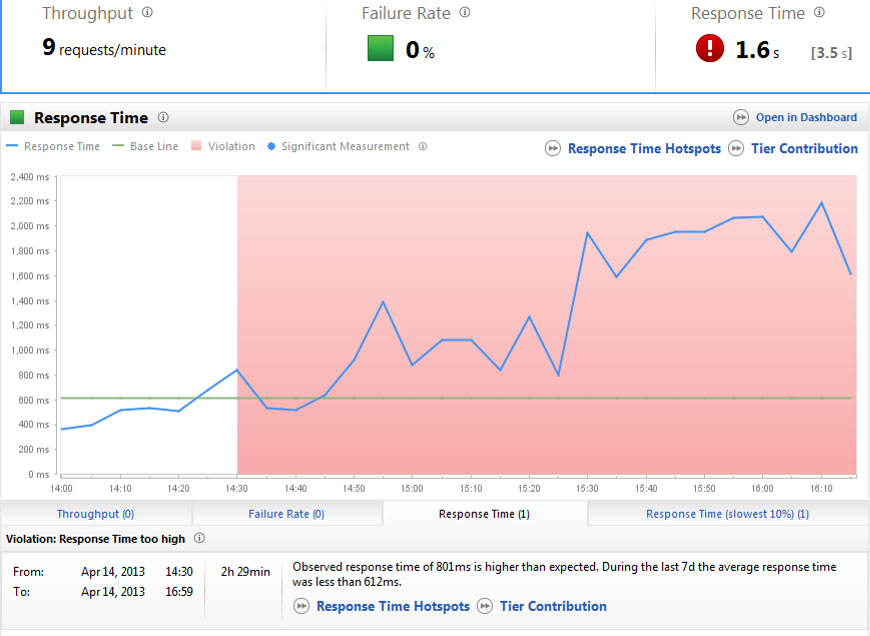 Throughput
Failure Rate
Response Time
9 requests/minute
0 %
1.6 s [3.5 s]
Response Time
Open in Dashboard
Response Time Base Line Violation Significant Measurement
Response Time Hotspots Tier Contribution
2,400 ms
2,200 ms
2,000 ms
1,800 ms
1,600 ms
1,400 ms
1,200 ms
1,000 ms
800 ms
600 ms
400 ms
200 ms
0 ms
14:00 14:10 14:20 14:30 14:40 14:50 15:00 15:10 15:20 15:30 15:40 15:50 16:00 16:10
Throughput (0) Failure Rate (0) Response Time (1) Response Time (slowest 10%) (1)
Violation: Response Time too high
From: Apr 14, 2013 14:30
To: Apr 14, 2013 16:59
2h 29min
Observed response time of 801ms is higher than expected. During the last 7d the average response time
was less than 612ms.
Response Time Hotspots Tier Contribution